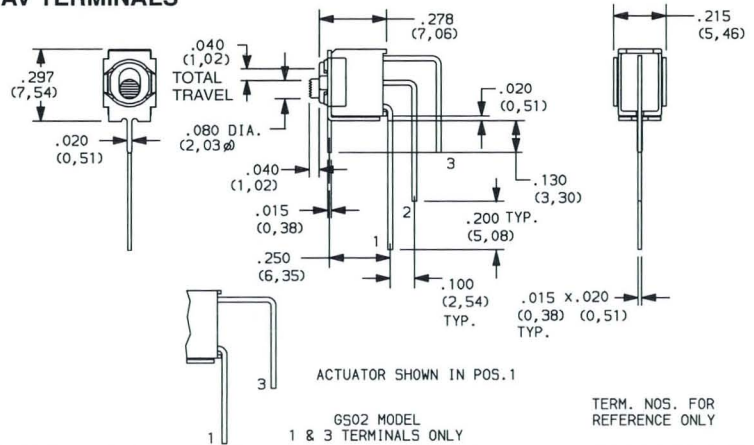 AV TERMINALS
.297
(7,54)
.020
(0,51)
.040
(1,02)
TOTAL
TRAVEL
.080 DIA.
(2,03 ø)
.040
(1,02)
.015
(0,38)
.250
(6,35)
.278
(7,06)
.020
(0,51)
3
.130
(3,30)
2
.200 TYP.
(5,08)
1
.100
(2,54)
TYP.
.215
(5,46)
.015 x.020
(0,38) (0,51)
TYP.
3
1
ACTUATOR SHOWN IN POS.1
GS02 MODEL
1 & 3 TERMINALS ONLY
TERM. NOS. FOR
REFERENCE ONLY